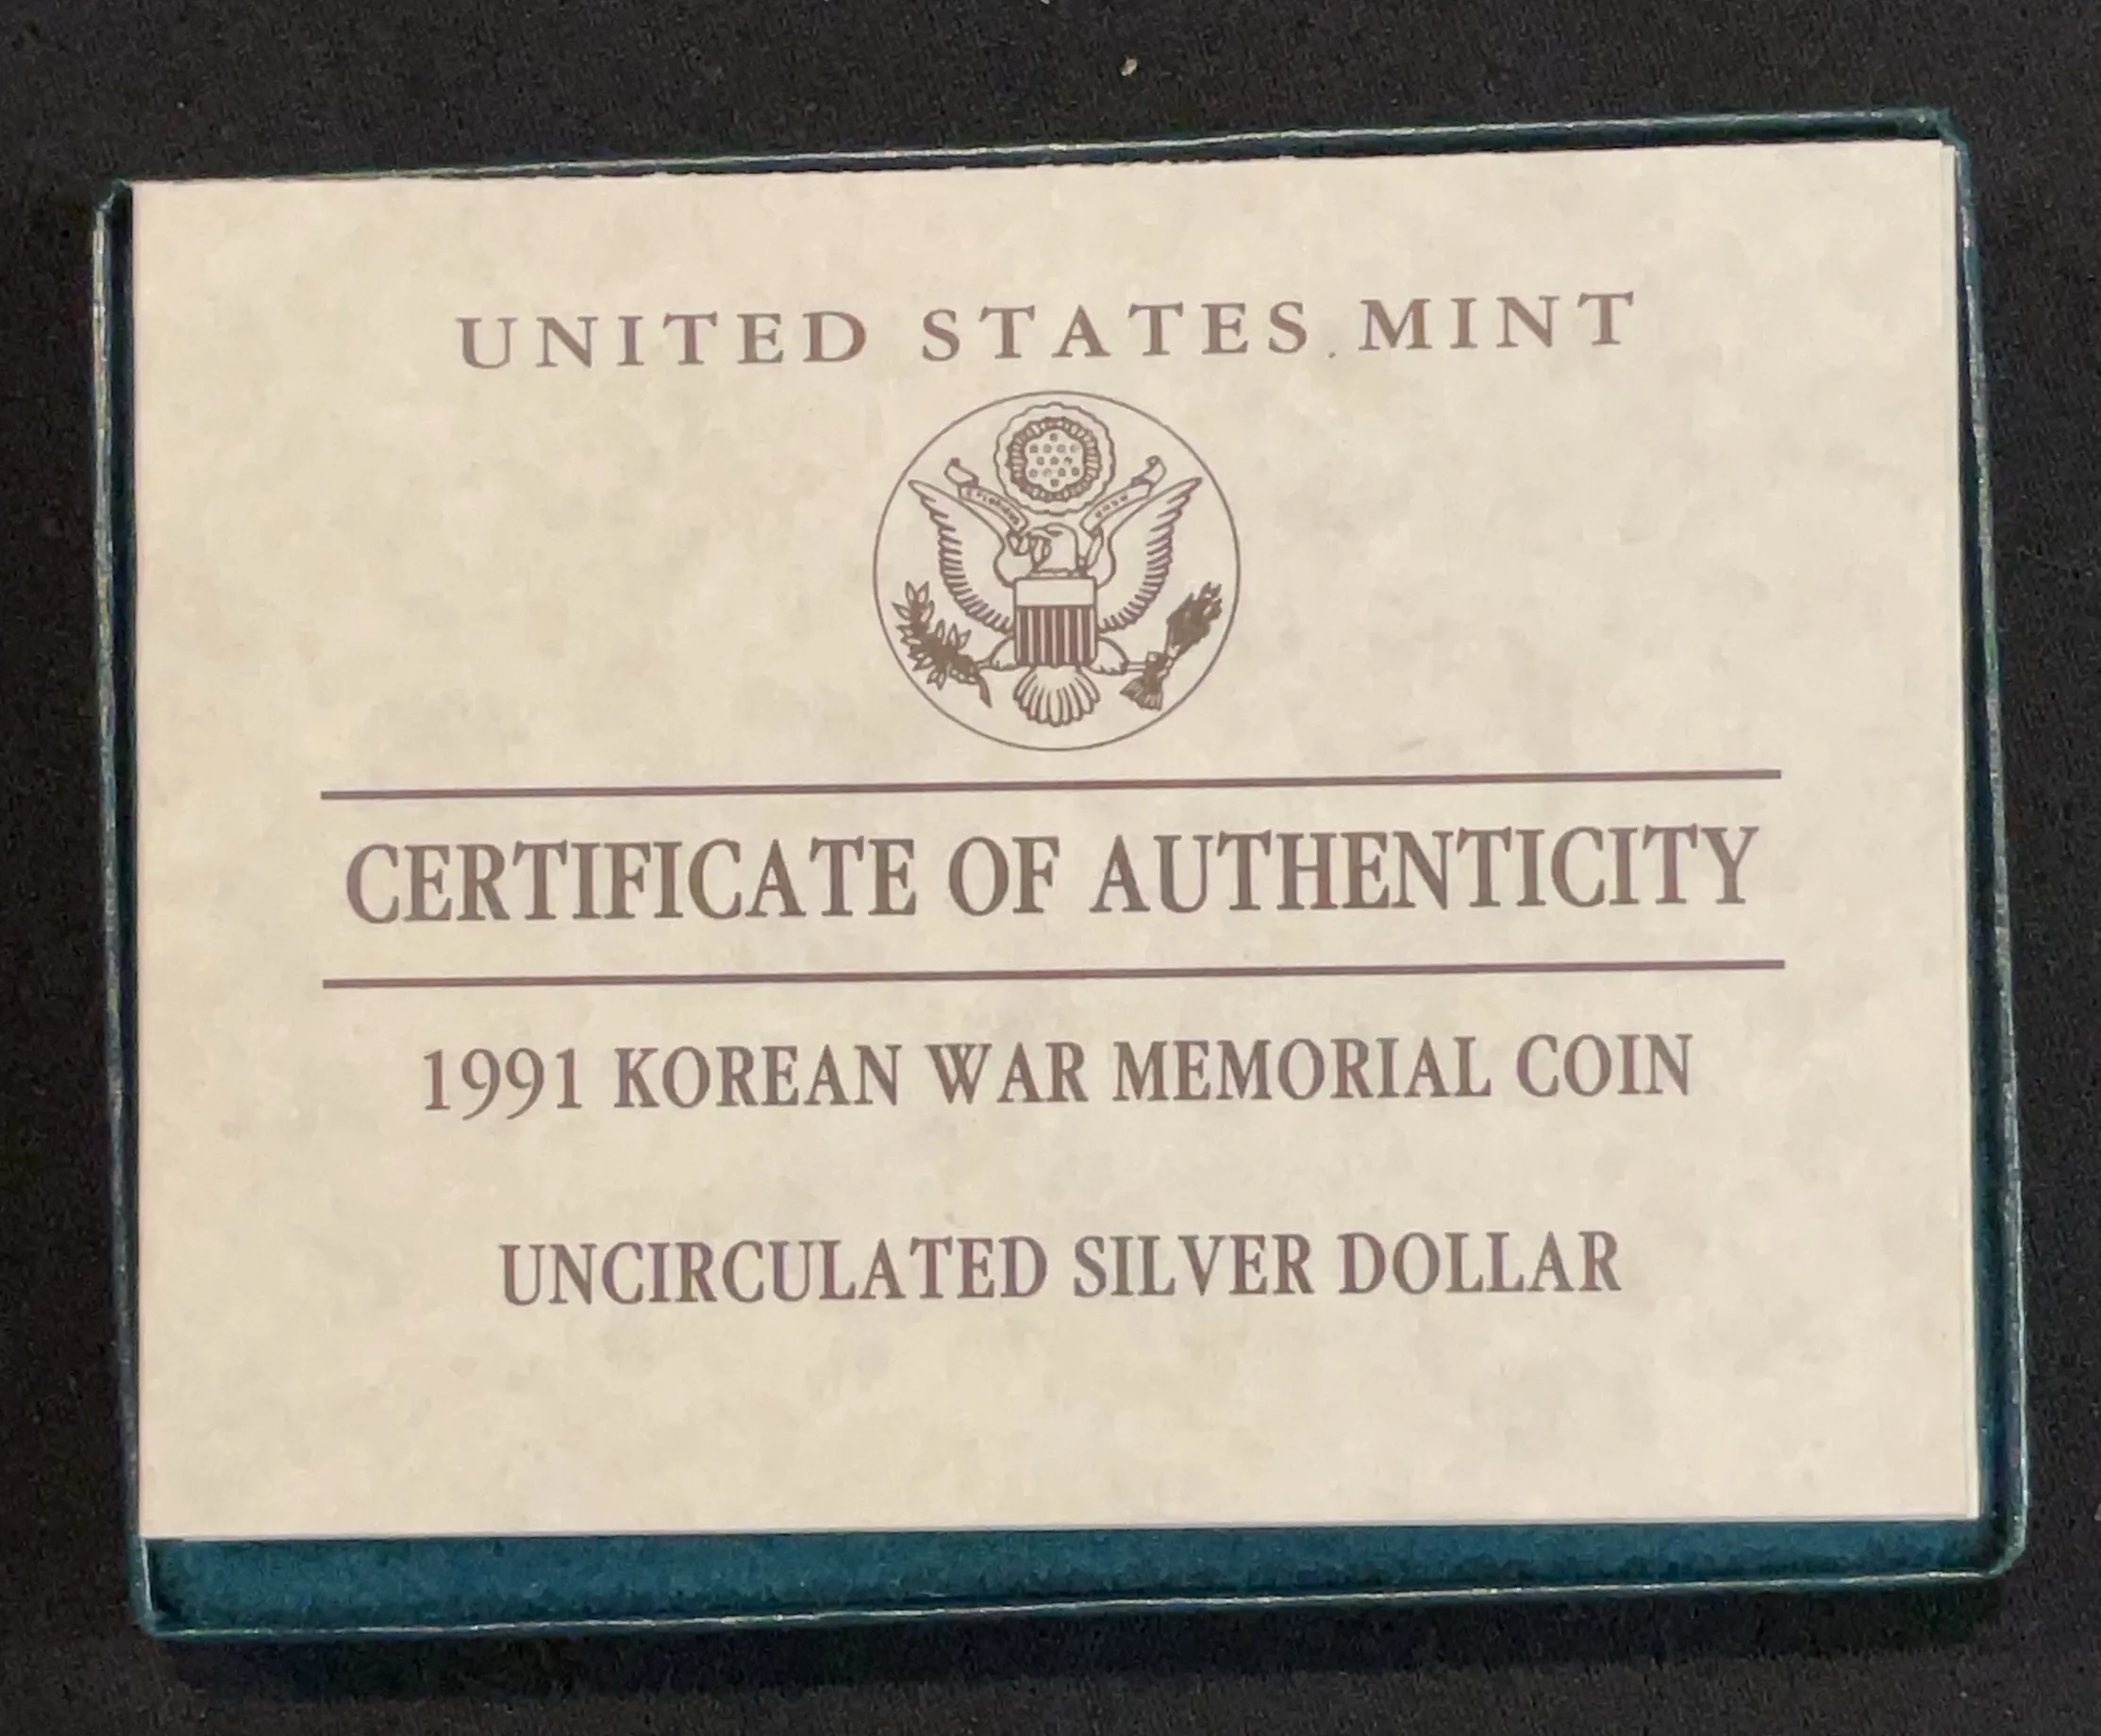 UNITED STATES MINT
CERTIFICATE OF AUTHENTICITY
1991 KOREAN WAR MEMORIAL COIN
UNCIRCULATED SILVER DOLLAR